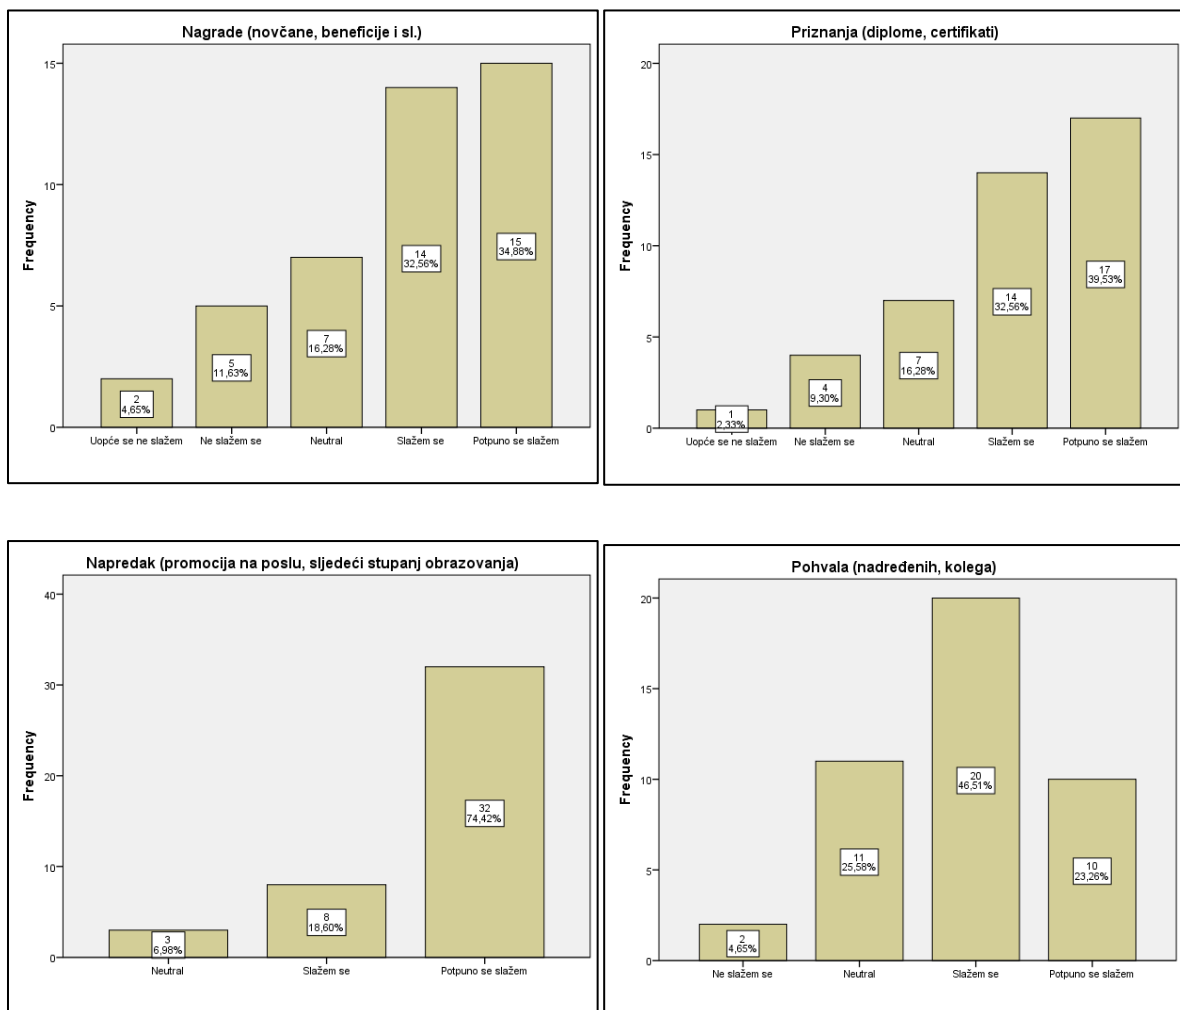 Nagrade (novčane, beneficije i sl.)
Frequency
15
10
5
0
2
4,65%
5
11,63%
7
16,28%
14
32,56%
15
34,88%
Uopće se ne slažem
Ne slažem se
Neutral
Slažem se
Potpuno se slažem
Priznanja (diplome, certifikati)
Frequency
20
15
10
5
0
1
2,33%
4
9,30%
7
16,28%
14
32,56%
17
39,53%
Uopće se ne slažem
Ne slažem se
Neutral
Slažem se
Potpuno se slažem
Napredak (promocija na poslu, sljedeći stupanj obrazovanja)
Frequency
40
30
20
10
0
3
6,98%
8
18,60%
32
74,42%
Neutral
Slažem se
Potpuno se slažem
Pohvala (nadređenih, kolega)
Frequency
20
15
10
5
0
2
4,65%
11
25,58%
20
46,51%
10
23,26%
Ne slažem se
Neutral
Slažem se
Potpuno se slažem